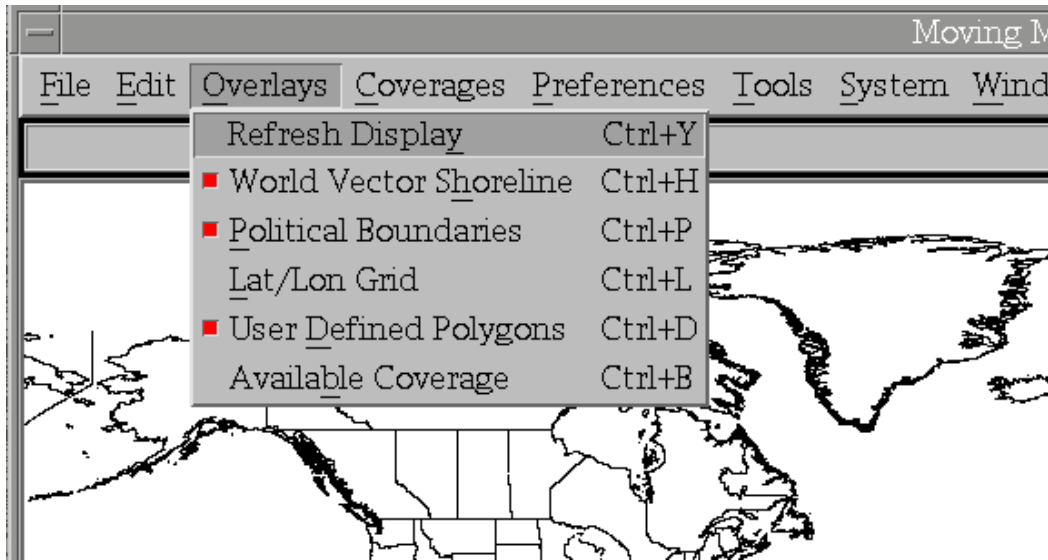 Moving M
File Edit Overlays Coverages Preferences Tools System Wind
Refresh Display Ctrl+Y
World Vector Shoreline Ctrl+H
Political Boundaries Ctrl+P
Lat/Lon Grid Ctrl+L
User Defined Polygons Ctrl+D
Available Coverage Ctrl+B